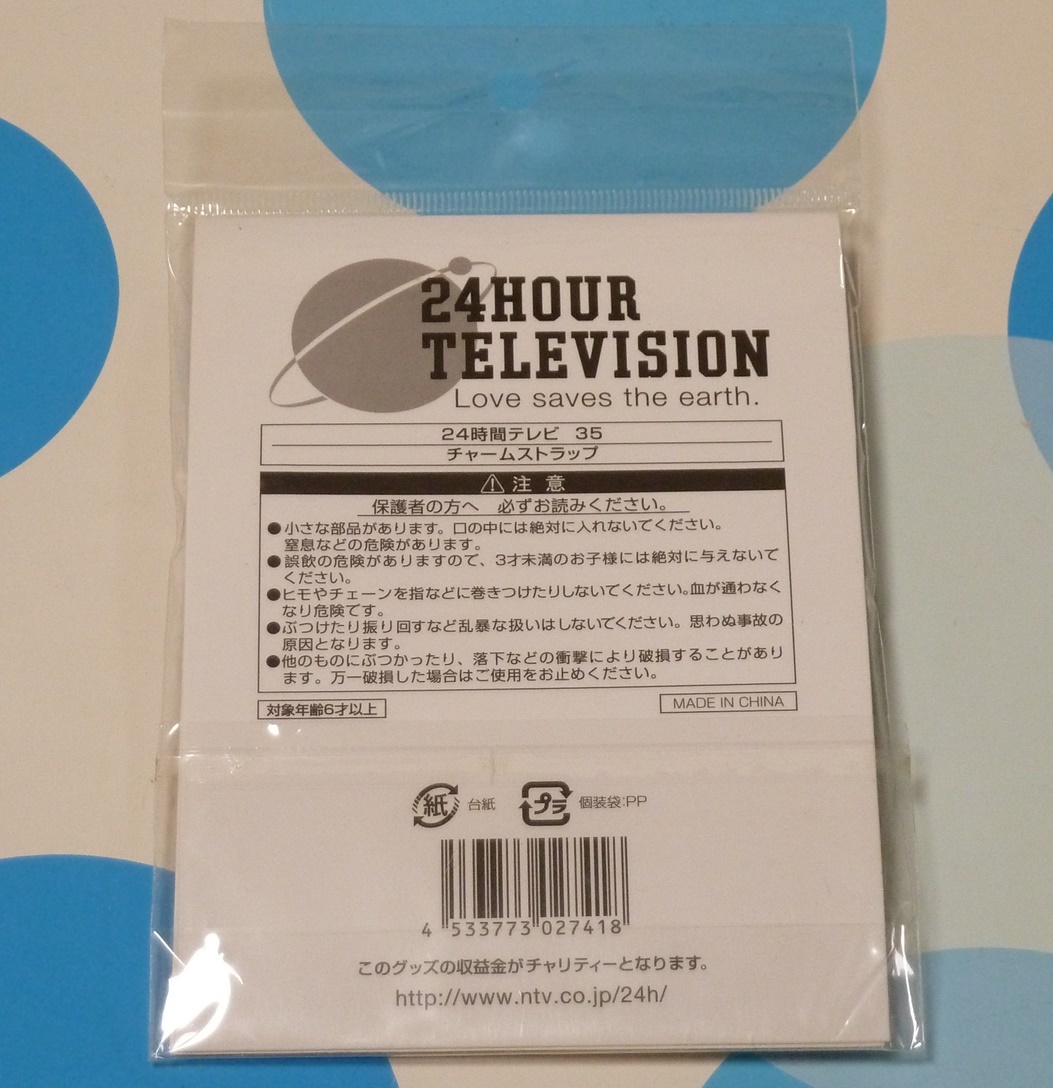 24HOUR
TELEVISION
Love saves the earth.
24時間テレビ 35
チャームストラップ
注 意
保護者の方へ 必ずお読みください。
●小さな部品があります。口の中には絶対に入れないでください。
窒息などの危険があります。
●誤飲の危険がありますので、3才未満のお子様には絶対に与えないで
ください。
●ヒモやチェーンを指などに巻きつけたりしないでください。血が通わなく
なり危険です。
●ぶつけたり振り回すなど乱暴な扱いはしないでください。思わぬ事故の
原因となります。
●他のものにぶつかったり、落下などの衝撃により破損することがあり
ます。万一破損した場合はご使用をお止めください。
対象年齢6才以上
MADE IN CHINA
紙 台紙 プラ 個装袋:PP
4 533773 027418
このグッズの収益金がチャリティーとなります。
http://www.ntv.co.jp/24h/